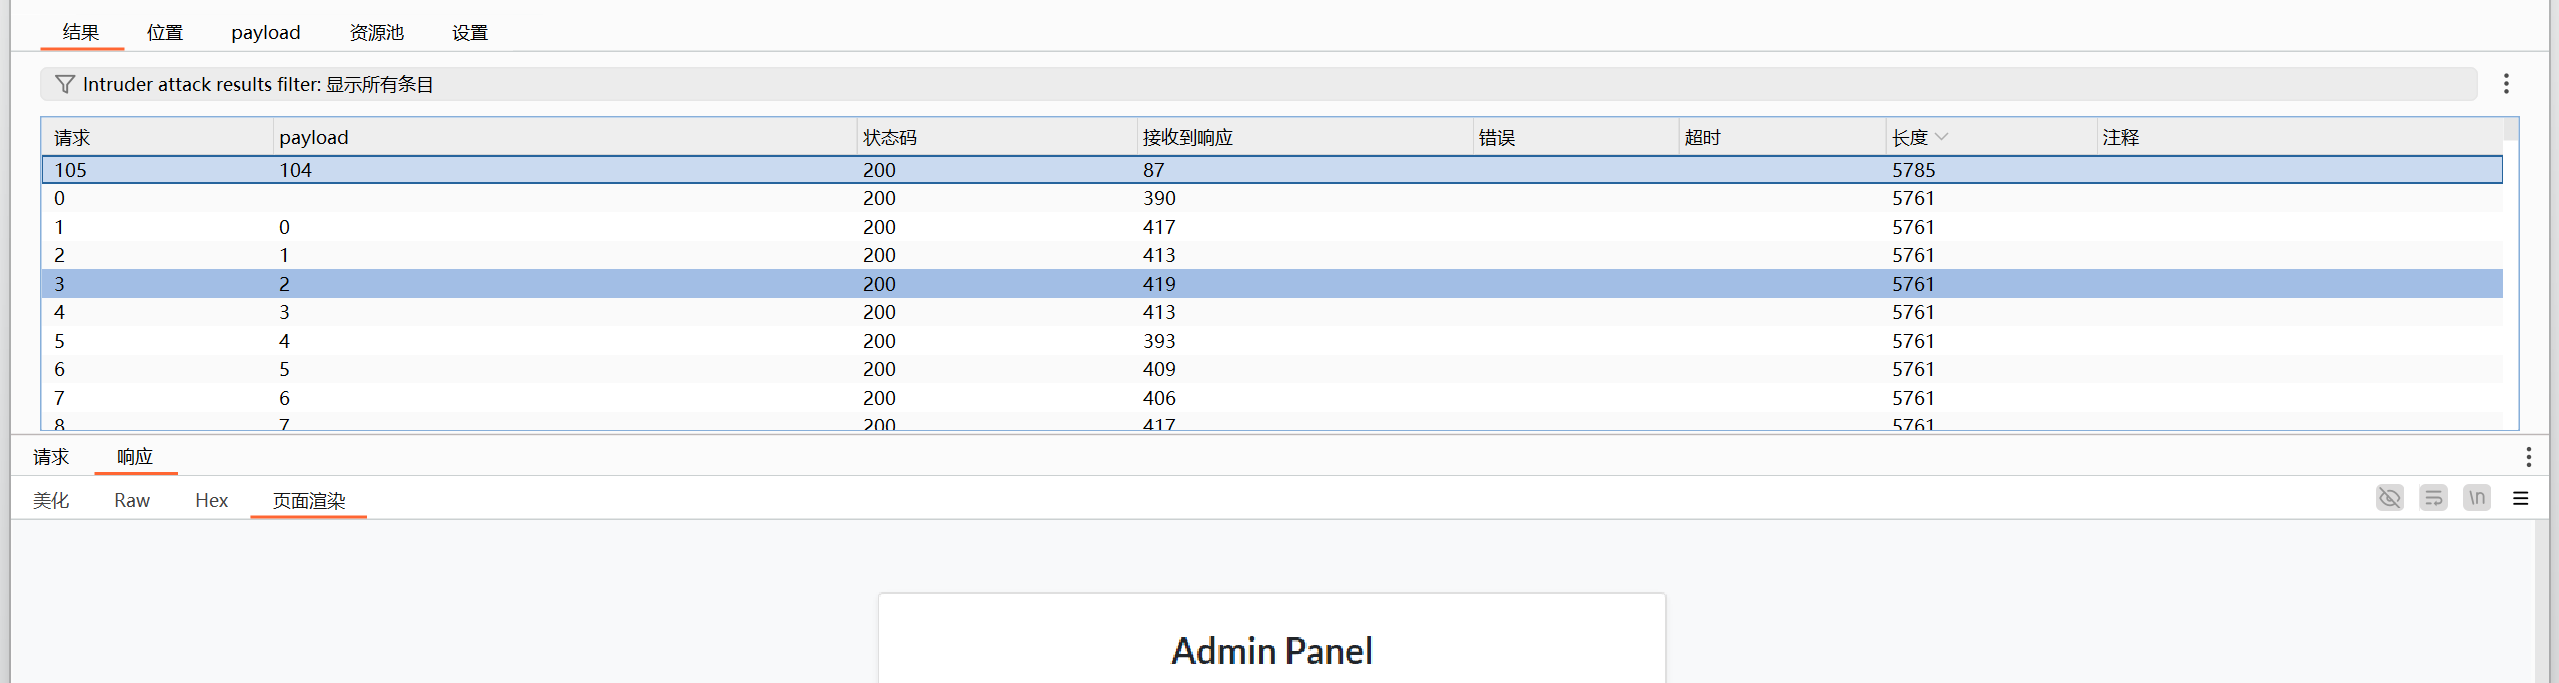 结果 位置 payload 资源池 设置
Intruder attack results filter: 显示所有条目
请求 payload 状态码 接收到响应 错误 超时 长度 注释
105 104 200 87 5785
0 200 390 5761
1 0 200 417 5761
2 1 200 413 5761
3 2 200 419 5761
4 3 200 413 5761
5 4 200 393 5761
6 5 200 409 5761
7 6 200 406 5761
8 7 200 417 5761
请求 响应
美化 Raw Hex 页面渲染 \n
Admin Panel